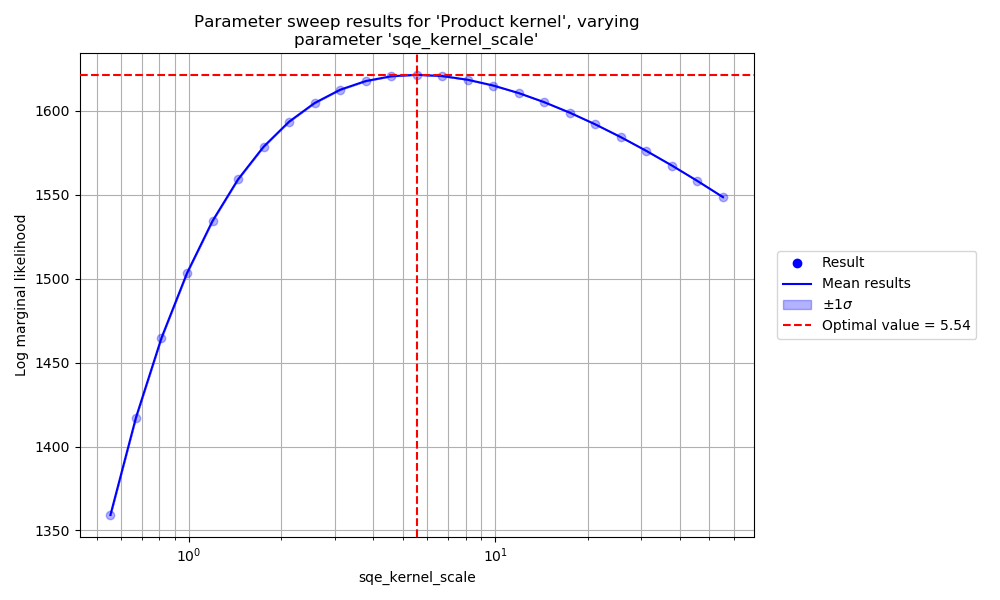 Parameter sweep results for 'Product kernel', varying
parameter 'sqe_kernel_scale'
Log marginal likelihood
1600
1550
1500
1450
1400
1350
10⁰
10¹
sqe_kernel_scale
Result
Mean results
±1σ
Optimal value = 5.54